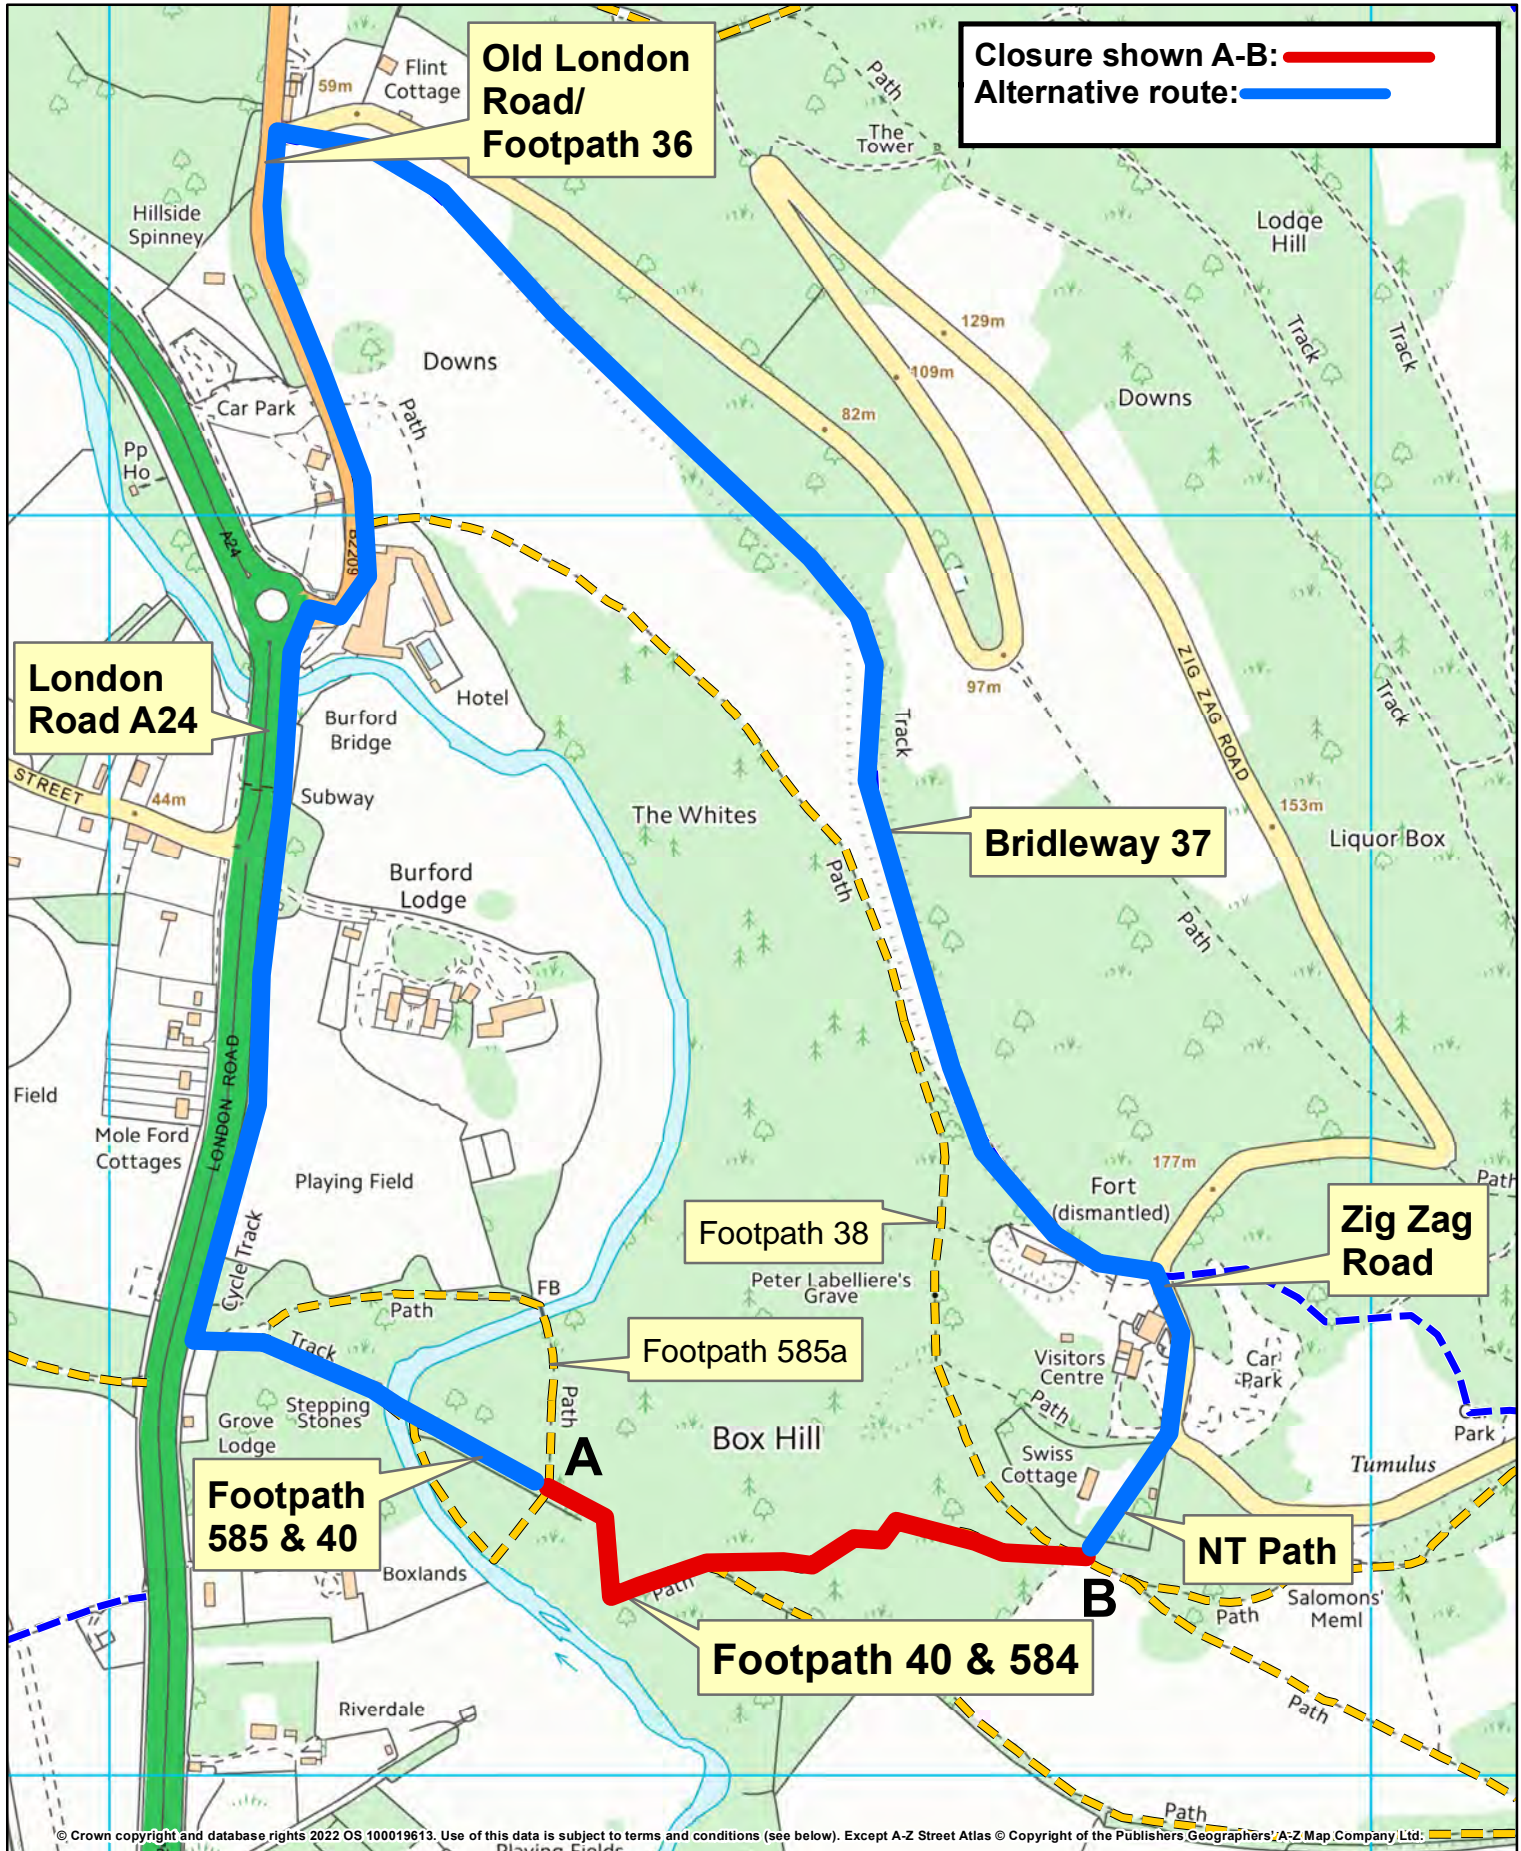 Closure shown A-B:
Alternative route:
Old London
Road/
Footpath 36
Flint
Cottage
59m
Path
The
Tower
Hillside
Spinney
Lodge
Hill
129m
Track
Track
109m
Downs
Downs
82m
Car Park
Path
Pp
Ho
A24
B2209
ZIG ZAG ROAD
97m
London
Road A24
Hotel
Track
Track
Burford
Bridge
STREET
44m
Subway
The Whites
153m
Bridleway 37
Liquor Box
Path
Burford
Lodge
Path
LONDON ROAD
Field
Mole Ford
Cottages
Playing Field
177m
Fort
(dismantled)
Path
Footpath 38
Zig Zag
Road
Cycle Track
FB
Path
Peter Labelliere's
Grave
Track
Footpath 585a
Visitors
Centre
Car
Park
Stepping
Stones
Path
Path
Grove
Lodge
Box Hill
Car
Park
A
Swiss
Cottage
Tumulus
Footpath
585 & 40
NT Path
Boxlands
Path
B
Path
Salomons'
Meml
Footpath 40 & 584
Riverdale
Path
Path
© Crown copyright and database rights 2022 OS 100019613. Use of this data is subject to terms and conditions (see below). Except A-Z Street Atlas © Copyright of the Publishers Geographers' A-Z Map Company Ltd.
Playing Fields